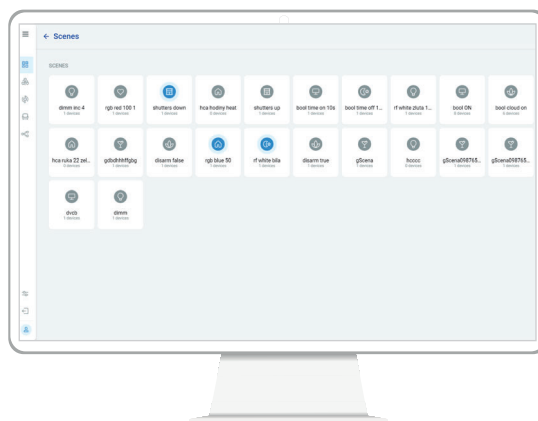 ← Scenes
SCENES
dimm inc 4
1 devices
rgb red 100 1
1 devices
shutters down
1 devices
hca hodiny heat
0 devices
shutters up
1 devices
bool time on 10s
1 devices
bool time off 1...
1 devices
rf white zluta 1...
1 devices
bool ON
0 devices
bool cloud on
0 devices
hca ruka 22 zel...
0 devices
gdbdhhhffgbg
1 devices
disarm false
1 devices
rgb blue 50
1 devices
rf white bila
1 devices
disarm true
1 devices
gScena
1 devices
hcccc
0 devices
gScena098765...
1 devices
gScena098765...
1 devices
dvcb
1 devices
dimm
1 devices